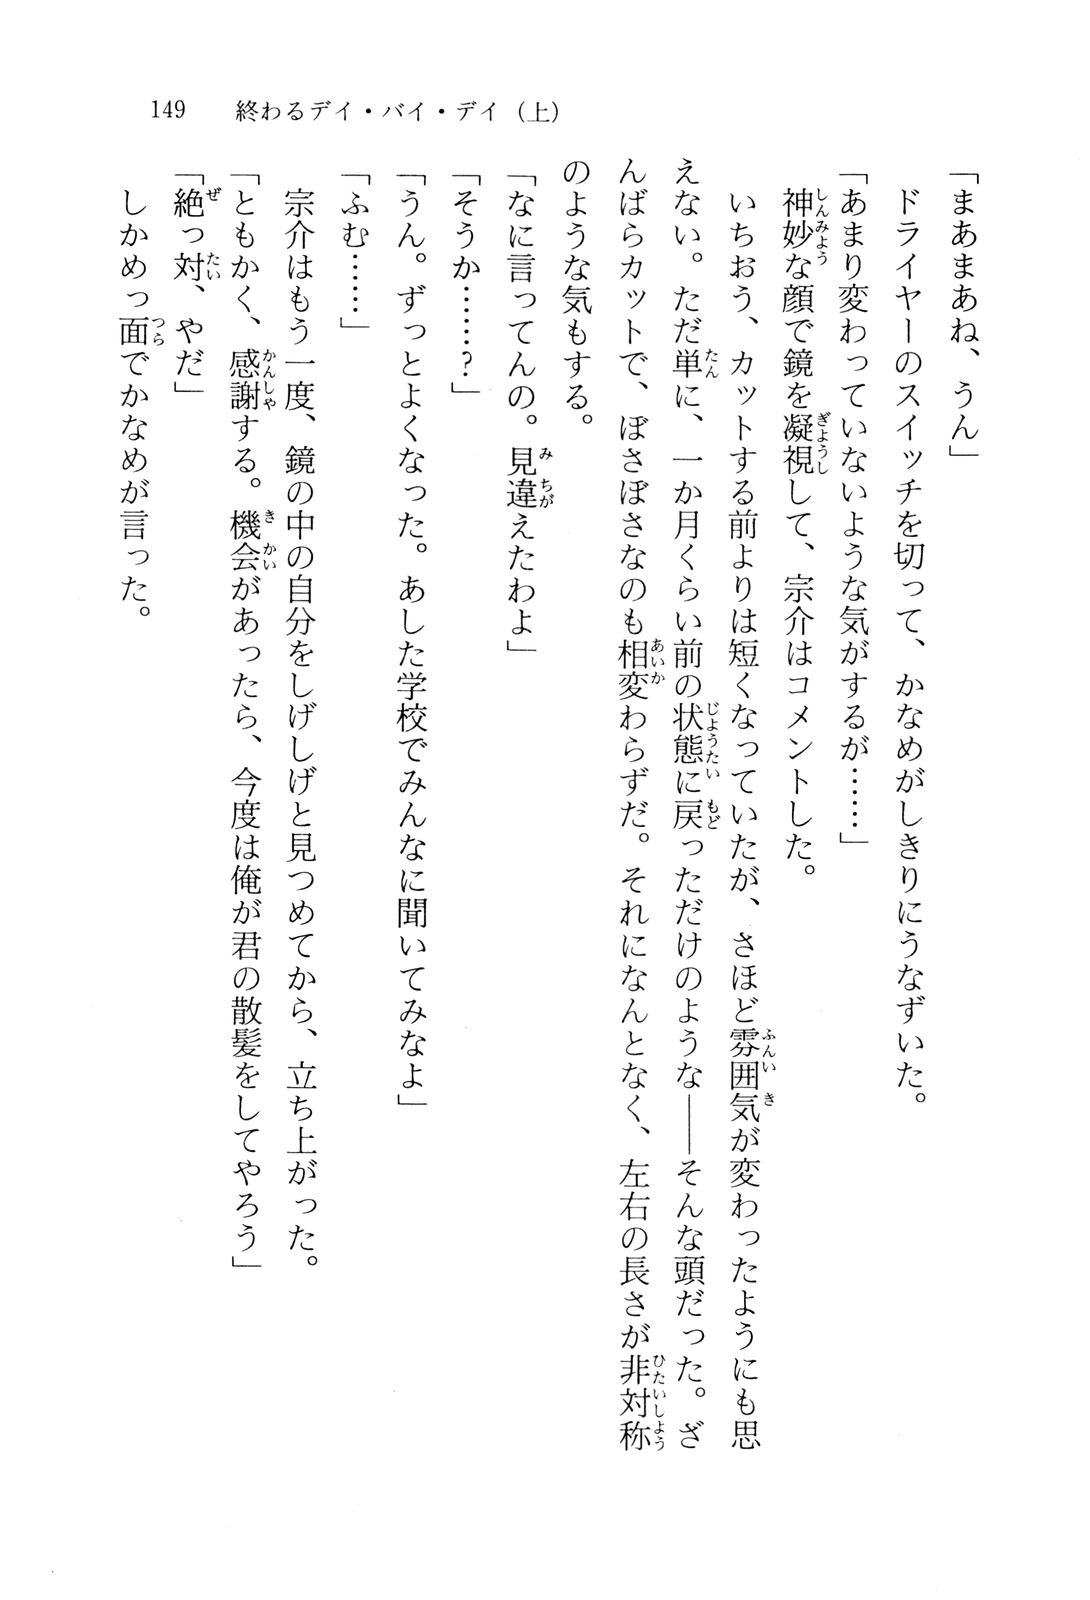 149　終わるデイ・バイ・デイ（上）
「まあまあね、うん」
　ドライヤーのスイッチを切って、かなめがしきりにうなずいた。
「あまり変わっていないような気がするが……」
　神妙な顔で鏡を凝視して、宗介はコメントした。
　いちおう、カットする前よりは短くなっていたが、さほど雰囲気が変わったようにも思
えない。ただ単に、一か月くらい前の状態に戻っただけのような――そんな頭だった。ざ
んばらカットで、ぼさぼさなのも相変わらずだ。それになんとなく、左右の長さが非対称
のような気もする。
「なに言ってんの。見違えたわよ」
「そうか……？」
「うん。ずっとよくなった。あした学校でみんなに聞いてみなよ」
「ふむ……」
　宗介はもう一度、鏡の中の自分をしげしげと見つめてから、立ち上がった。
「ともかく、感謝する。機会があったら、今度は俺が君の散髪をしてやろう」
「絶っ対、やだ」
　しかめっ面でかなめが言った。